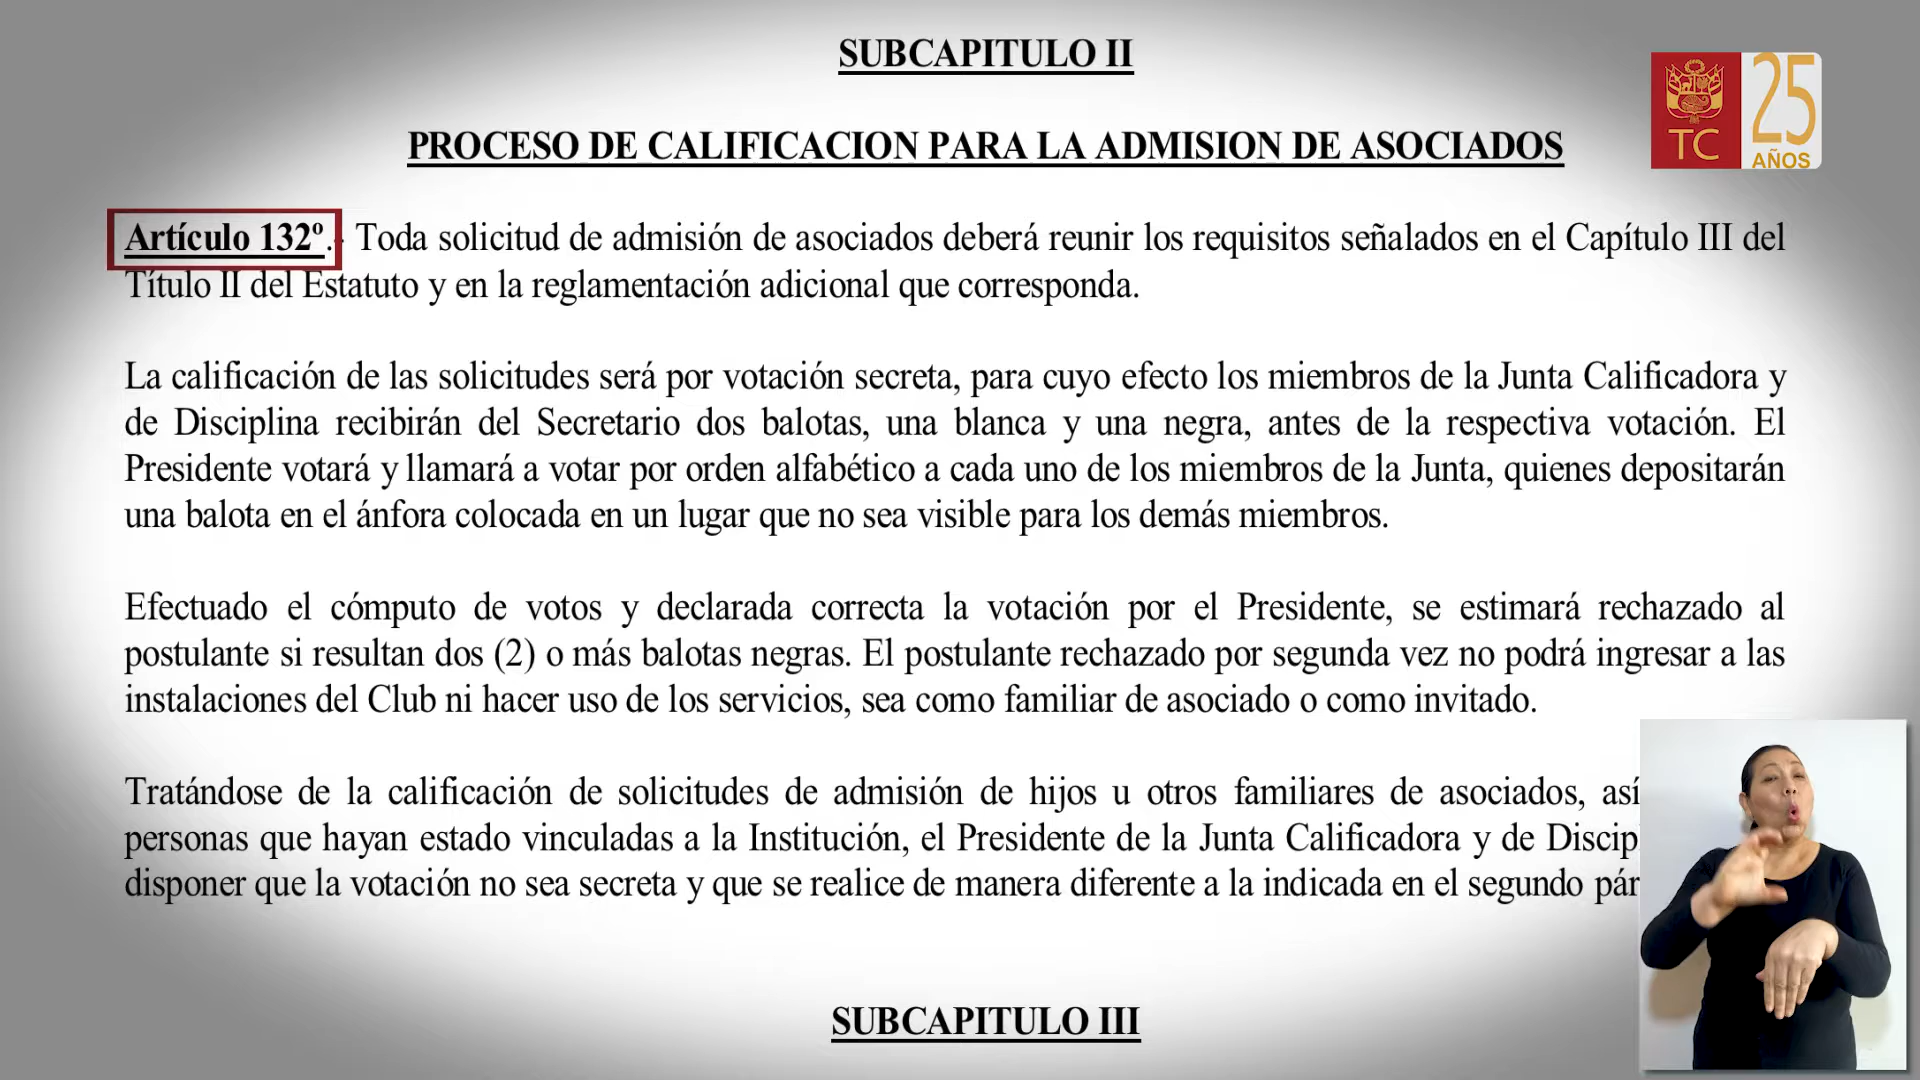 SUBCAPITULO II
PROCESO DE CALIFICACION PARA LA ADMISION DE ASOCIADOS
TC
25
AÑOS
Artículo 132º.- Toda solicitud de admisión de asociados deberá reunir los requisitos señalados en el Capítulo III del
Título II del Estatuto y en la reglamentación adicional que corresponda.
La calificación de las solicitudes será por votación secreta, para cuyo efecto los miembros de la Junta Calificadora y
de Disciplina recibirán del Secretario dos balotas, una blanca y una negra, antes de la respectiva votación. El
Presidente votará y llamará a votar por orden alfabético a cada uno de los miembros de la Junta, quienes depositarán
una balota en el ánfora colocada en un lugar que no sea visible para los demás miembros.
Efectuado el cómputo de votos y declarada correcta la votación por el Presidente, se estimará rechazado al
postulante si resultan dos (2) o más balotas negras. El postulante rechazado por segunda vez no podrá ingresar a las
instalaciones del Club ni hacer uso de los servicios, sea como familiar de asociado o como invitado.
Tratándose de la calificación de solicitudes de admisión de hijos u otros familiares de asociados, así
personas que hayan estado vinculadas a la Institución, el Presidente de la Junta Calificadora y de Discip
disponer que la votación no sea secreta y que se realice de manera diferente a la indicada en el segundo pár
SUBCAPITULO III